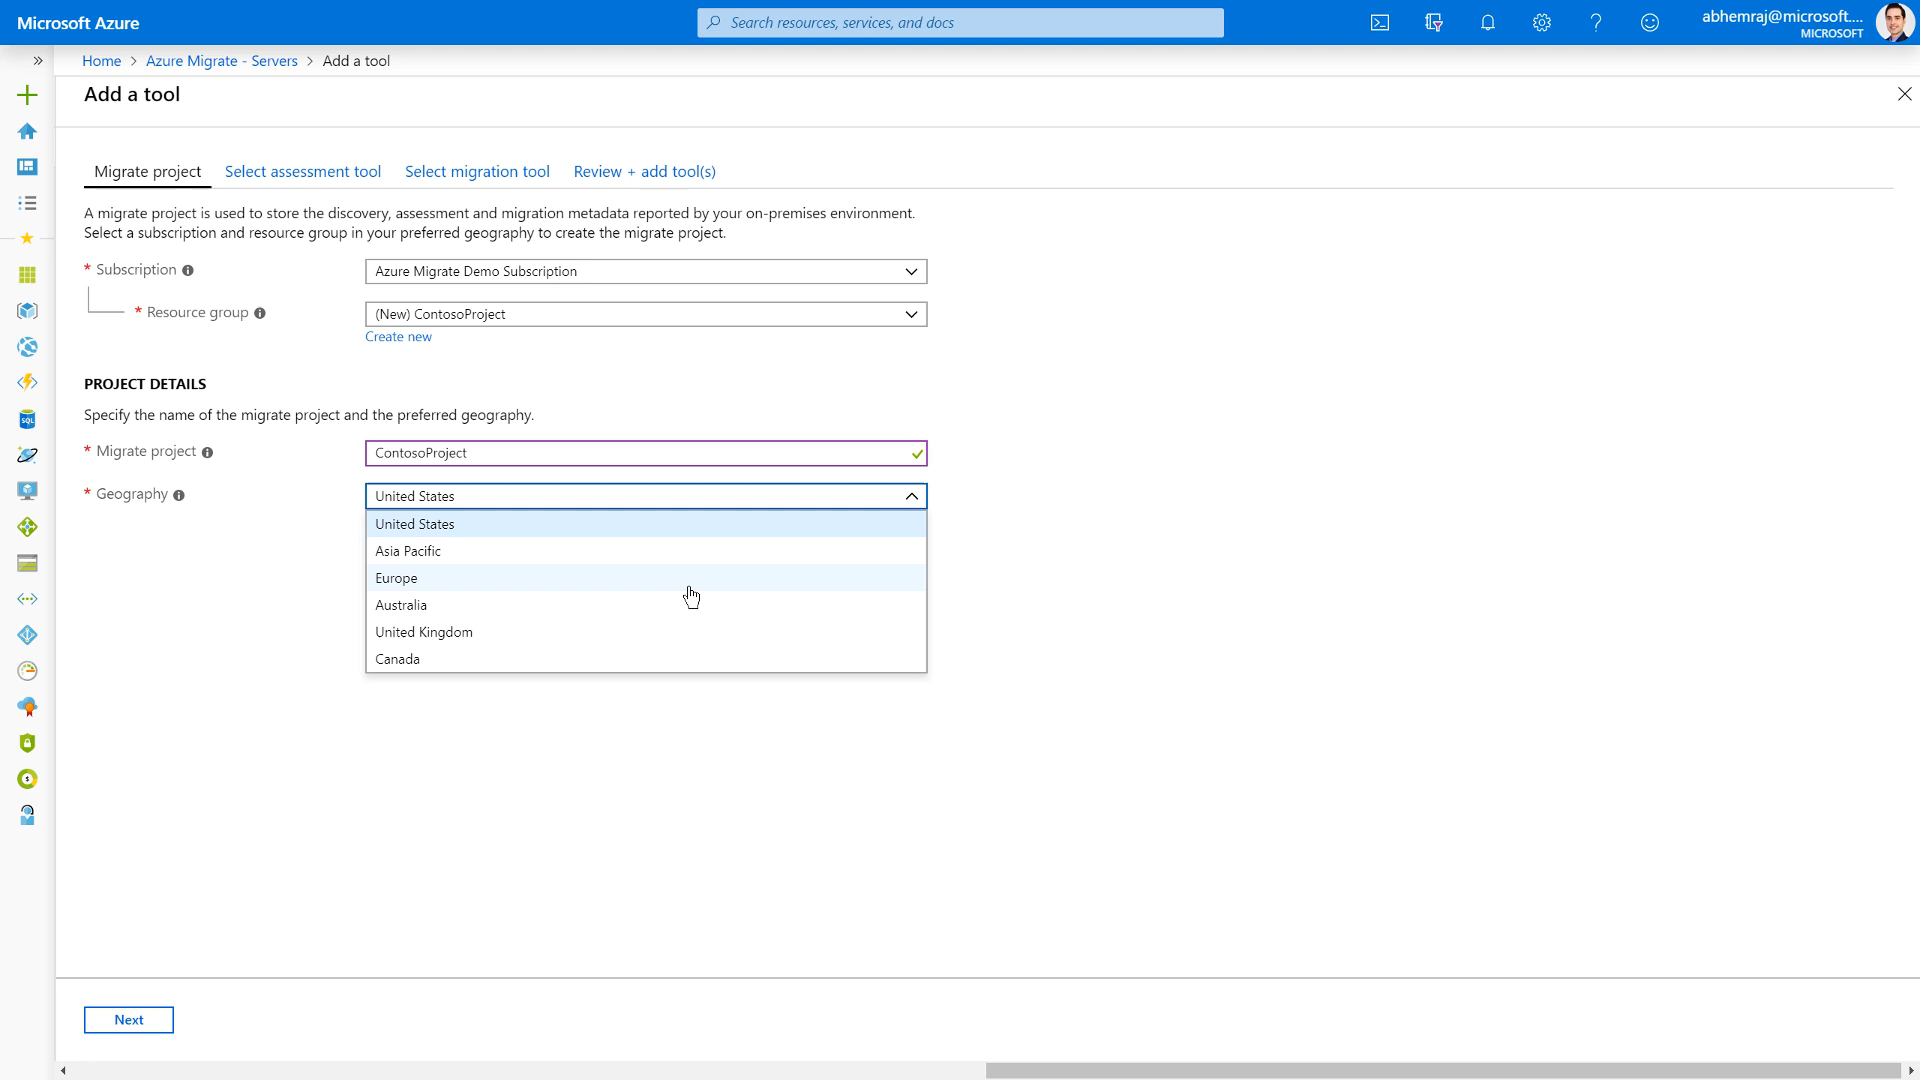 Microsoft Azure
Search resources, services, and docs
abhemraj@microsoft....
MICROSOFT
Home > Azure Migrate - Servers > Add a tool
Add a tool
Migrate project
Select assessment tool
Select migration tool
Review + add tool(s)
A migrate project is used to store the discovery, assessment and migration metadata reported by your on-premises environment.
Select a subscription and resource group in your preferred geography to create the migrate project.
* Subscription
Azure Migrate Demo Subscription
* Resource group
(New) ContosoProject
Create new
PROJECT DETAILS
Specify the name of the migrate project and the preferred geography.
* Migrate project
ContosoProject
* Geography
United States
United States
Asia Pacific
Europe
Australia
United Kingdom
Canada
Next
SQL